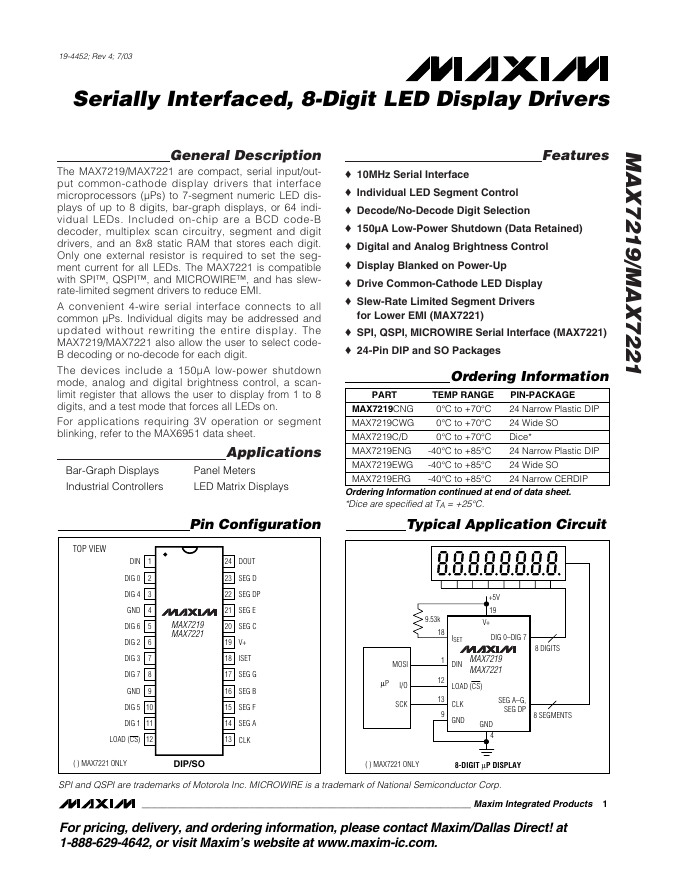 19-4452; Rev 4; 7/03
MAXIM
Serially Interfaced, 8-Digit LED Display Drivers
General Description
The MAX7219/MAX7221 are compact, serial input/out-
put common-cathode display drivers that interface
microprocessors (µPs) to 7-segment numeric LED dis-
plays of up to 8 digits, bar-graph displays, or 64 indi-
vidual LEDs. Included on-chip are a BCD code-B
decoder, multiplex scan circuitry, segment and digit
drivers, and an 8x8 static RAM that stores each digit.
Only one external resistor is required to set the seg-
ment current for all LEDs. The MAX7221 is compatible
with SPI™, QSPI™, and MICROWIRE™, and has slew-
rate-limited segment drivers to reduce EMI.
A convenient 4-wire serial interface connects to all
common µPs. Individual digits may be addressed and
updated without rewriting the entire display. The
MAX7219/MAX7221 also allow the user to select code-
B decoding or no-decode for each digit.
The devices include a 150µA low-power shutdown
mode, analog and digital brightness control, a scan-
limit register that allows the user to display from 1 to 8
digits, and a test mode that forces all LEDs on.
For applications requiring 3V operation or segment
blinking, refer to the MAX6951 data sheet.
Applications
Bar-Graph Displays Panel Meters
Industrial Controllers LED Matrix Displays
Features
♦ 10MHz Serial Interface
♦ Individual LED Segment Control
♦ Decode/No-Decode Digit Selection
♦ 150µA Low-Power Shutdown (Data Retained)
♦ Digital and Analog Brightness Control
♦ Display Blanked on Power-Up
♦ Drive Common-Cathode LED Display
♦ Slew-Rate Limited Segment Drivers
for Lower EMI (MAX7221)
♦ SPI, QSPI, MICROWIRE Serial Interface (MAX7221)
♦ 24-Pin DIP and SO Packages
Ordering Information
PART TEMP RANGE PIN-PACKAGE
MAX7219CNG 0°C to +70°C 24 Narrow Plastic DIP
MAX7219CWG 0°C to +70°C 24 Wide SO
MAX7219C/D 0°C to +70°C Dice*
MAX7219ENG -40°C to +85°C 24 Narrow Plastic DIP
MAX7219EWG -40°C to +85°C 24 Wide SO
MAX7219ERG -40°C to +85°C 24 Narrow CERDIP
Ordering Information continued at end of data sheet.
*Dice are specified at TA = +25°C.
MAX7219/MAX7221
Pin Configuration
TOP VIEW
DIN 1 24 DOUT
DIG 0 2 23 SEG D
DIG 4 3 22 SEG DP
GND 4 21 SEG E
DIG 6 5 20 SEG C
DIG 2 6 19 V+
DIG 3 7 18 ISET
DIG 7 8 17 SEG G
GND 9 16 SEG B
DIG 5 10 15 SEG F
DIG 1 11 14 SEG A
LOAD (CS) 12 13 CLK
MAXIM
MAX7219
MAX7221
( ) MAX7221 ONLY
DIP/SO
Typical Application Circuit
8.8.8.8.8.8.8.8.
+5V
9.53k
19
V+
18
ISET
DIG 0–DIG 7
8 DIGITS
MAXIM
MAX7219
MAX7221
µP
MOSI 1 DIN
I/O 12 LOAD (CS)
SCK 13 CLK
9 GND
SEG A–G,
SEG DP
8 SEGMENTS
GND
4
( ) MAX7221 ONLY
8-DIGIT µP DISPLAY
SPI and QSPI are trademarks of Motorola Inc. MICROWIRE is a trademark of National Semiconductor Corp.
MAXIM Maxim Integrated Products 1
For pricing, delivery, and ordering information, please contact Maxim/Dallas Direct! at
1-888-629-4642, or visit Maxim’s website at www.maxim-ic.com.